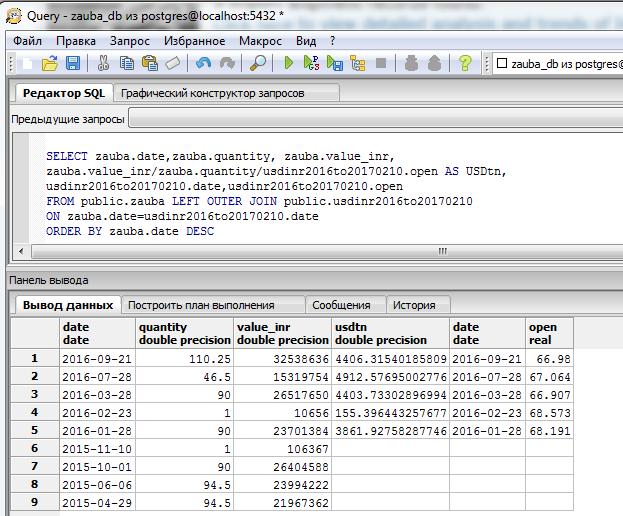 Query - zauba_db из postgres@localhost:5432 *
Файл Правка Запрос Избранное Макрос Вид ?
zauba_db из postgres@
Редактор SQL Графический конструктор запросов
Предыдущие запросы
SELECT zauba.date,zauba.quantity, zauba.value_inr,
zauba.value_inr/zauba.quantity/usdinr2016to20170210.open AS USDtn,
usdinr2016to20170210.date,usdinr2016to20170210.open
FROM public.zauba LEFT OUTER JOIN public.usdinr2016to20170210
ON zauba.date=usdinr2016to20170210.date
ORDER BY zauba.date DESC
Панель вывода
Вывод данных Построить план выполнения Сообщения История
date quantity value_inr usdtn date open
date double precision double precision double precision date real
1 2016-09-21 110.25 32538636 4406.31540185809 2016-09-21 66.98
2 2016-07-28 46.5 15319754 4912.57695002776 2016-07-28 67.064
3 2016-03-28 90 26517650 4403.73302896994 2016-03-28 66.907
4 2016-02-23 1 10656 155.396443257677 2016-02-23 68.573
5 2016-01-28 90 23701384 3861.92758287746 2016-01-28 68.191
6 2015-11-10 1 106367
7 2015-10-01 90 26404588
8 2015-06-06 94.5 23994222
9 2015-04-29 94.5 21967362